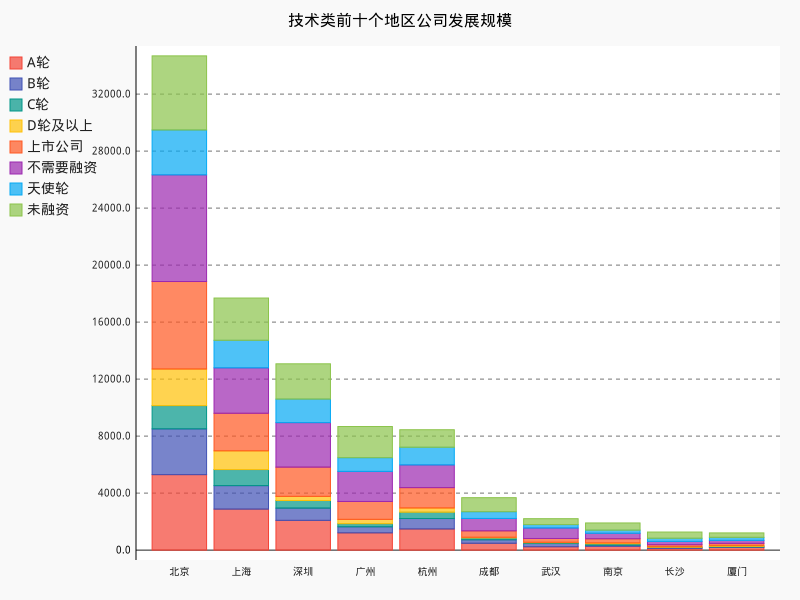 技术类前十个地区公司发展规模
A轮
B轮
C轮
D轮及以上
上市公司
不需要融资
天使轮
未融资
32000.0
28000.0
24000.0
20000.0
16000.0
12000.0
8000.0
4000.0
0.0
北京 上海 深圳 广州 杭州 成都 武汉 南京 长沙 厦门